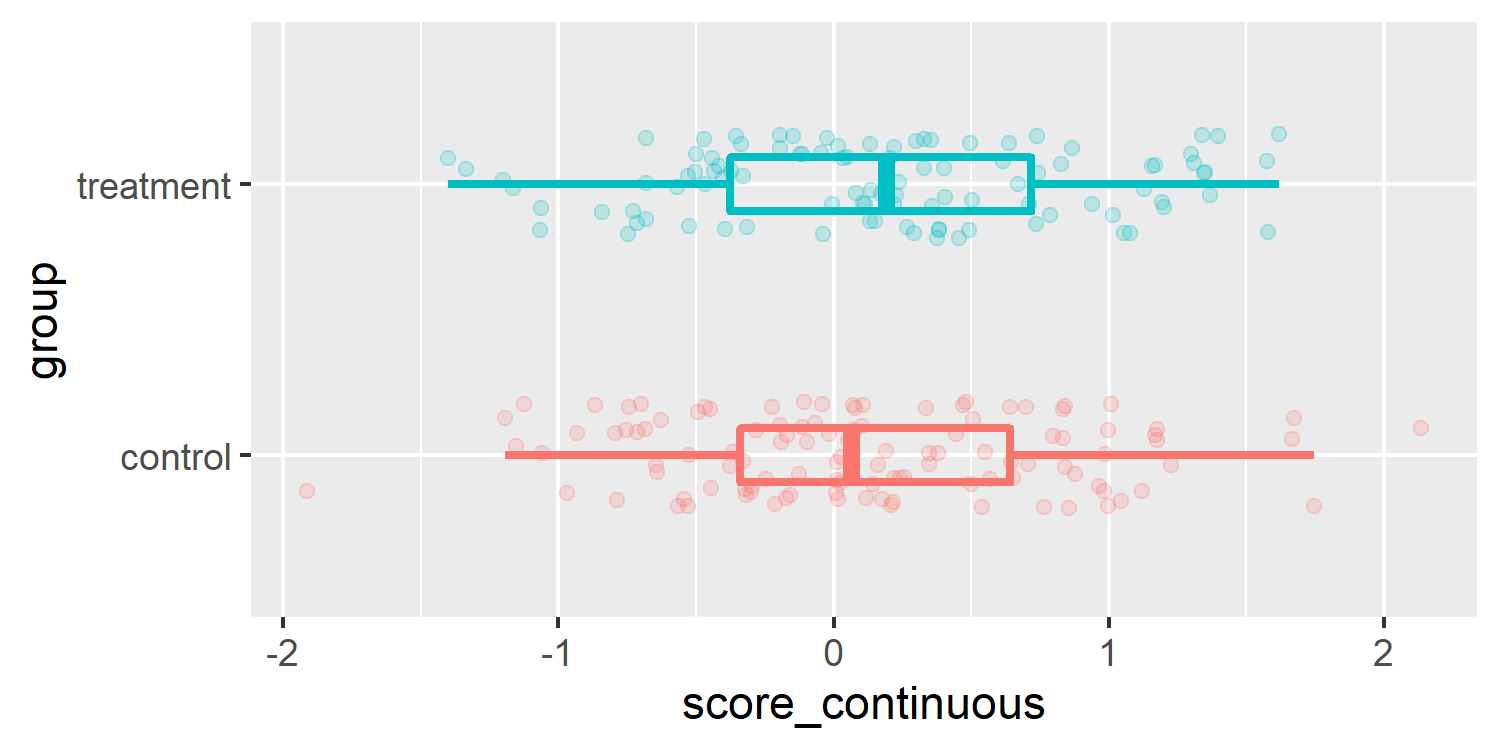 group
treatment
control
-2 -1 0 1 2
score_continuous